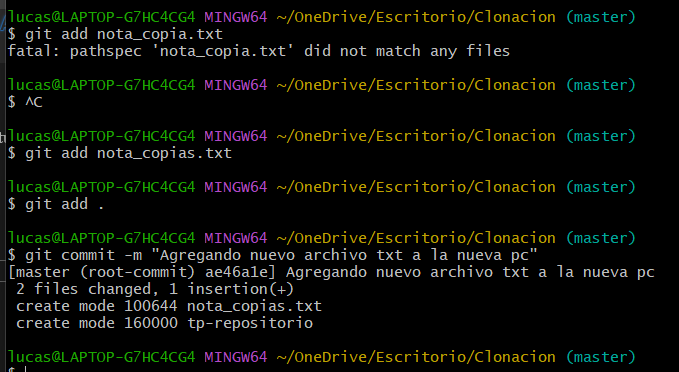 lucas@LAPTOP-G7HC4CG4 MINGW64 ~/OneDrive/Escritorio/Clonacion (master)
$ git add nota_copia.txt
fatal: pathspec 'nota_copia.txt' did not match any files
lucas@LAPTOP-G7HC4CG4 MINGW64 ~/OneDrive/Escritorio/Clonacion (master)
$ ^C
lucas@LAPTOP-G7HC4CG4 MINGW64 ~/OneDrive/Escritorio/Clonacion (master)
$ git add nota_copias.txt
lucas@LAPTOP-G7HC4CG4 MINGW64 ~/OneDrive/Escritorio/Clonacion (master)
$ git add .
lucas@LAPTOP-G7HC4CG4 MINGW64 ~/OneDrive/Escritorio/Clonacion (master)
$ git commit -m "Agregando nuevo archivo txt a la nueva pc"
[master (root-commit) ae46a1e] Agregando nuevo archivo txt a la nueva pc
 2 files changed, 1 insertion(+)
 create mode 100644 nota_copias.txt
 create mode 160000 tp-repositorio
lucas@LAPTOP-G7HC4CG4 MINGW64 ~/OneDrive/Escritorio/Clonacion (master)
$